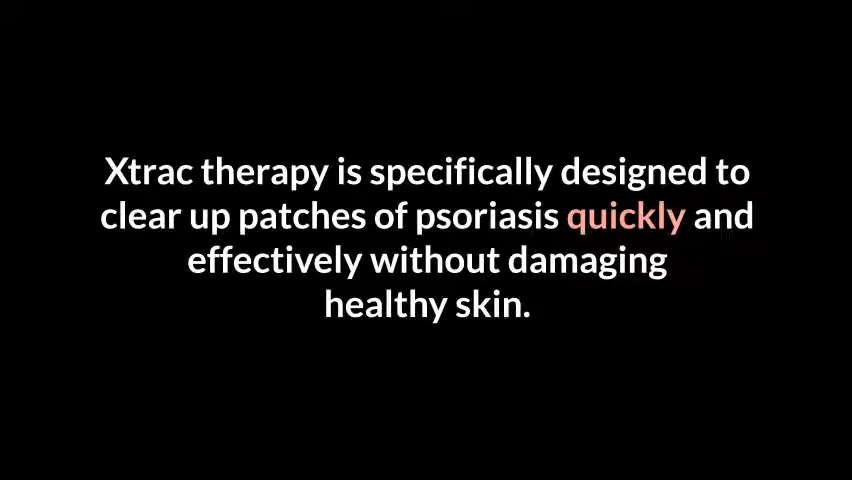 Xtrac therapy is specifically designed to
clear up patches of psoriasis quickly and
effectively without damaging
healthy skin.